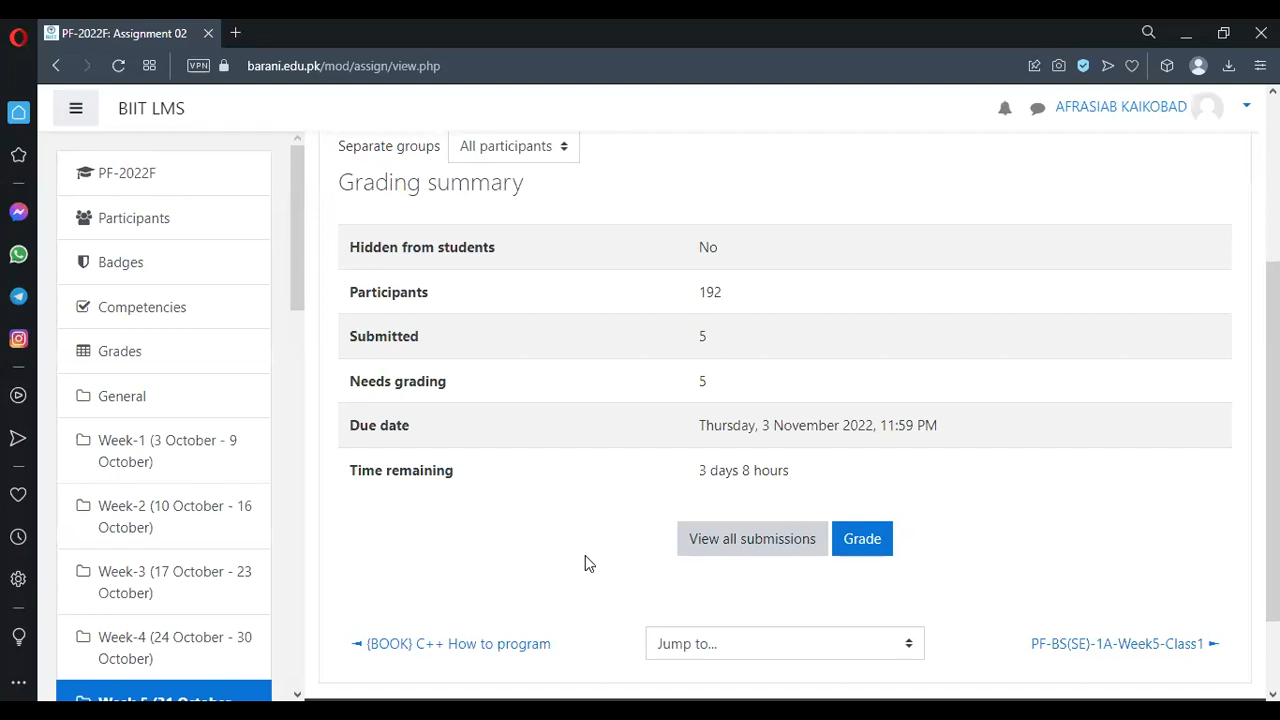 PF-2022F: Assignment 02
VPN
barani.edu.pk/mod/assign/view.php
BIIT LMS
AFRASIAB KAIKOBAD
PF-2022F
Participants
Badges
Competencies
Grades
General
Week-1 (3 October - 9
October)
Week-2 (10 October - 16
October)
Week-3 (17 October - 23
October)
Week-4 (24 October - 30
October)
Week-5 (31 October
Separate groups All participants
Grading summary
Hidden from students No
Participants 192
Submitted 5
Needs grading 5
Due date Thursday, 3 November 2022, 11:59 PM
Time remaining 3 days 8 hours
View all submissions Grade
◄ {BOOK} C++ How to program Jump to... PF-BS(SE)-1A-Week5-Class1 ►